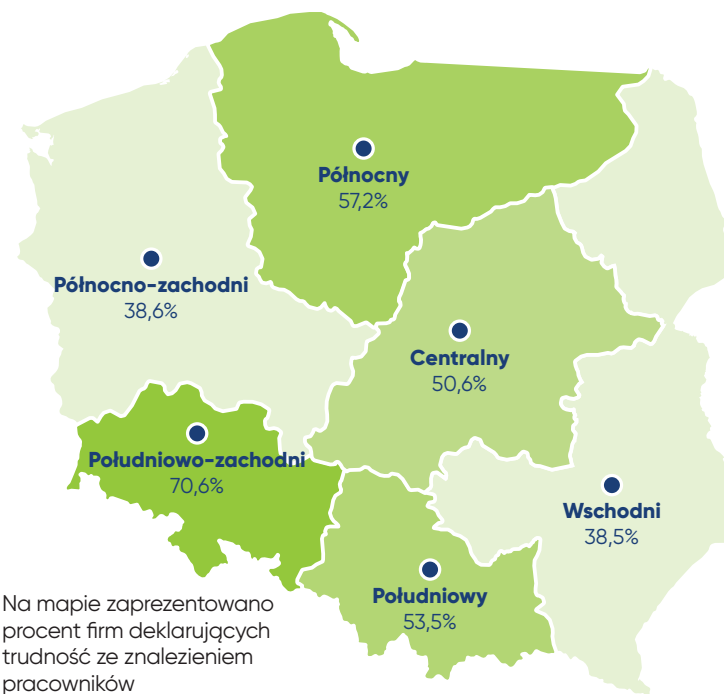 Północny
57,2%
Północno-zachodni
38,6%
Centralny
50,6%
Południowo-zachodni
70,6%
Wschodni
38,5%
Południowy
53,5%
Na mapie zaprezentowano
procent firm deklarujących
trudność ze znalezieniem
pracowników